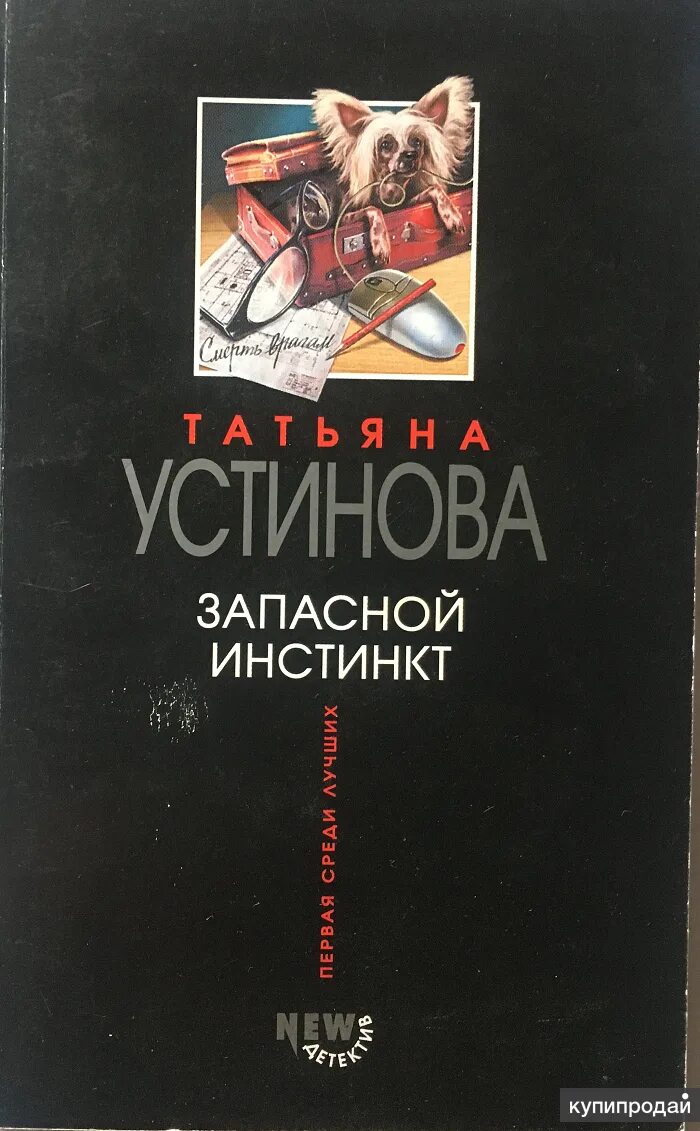 Смерть врагам
ТАТЬЯНА
УСТИНОВА
ЗАПАСНОЙ
ИНСТИНКТ
ПЕРВАЯ СРЕДИ ЛУЧШИХ
NEW
ДЕТЕКТИВ
купипродай